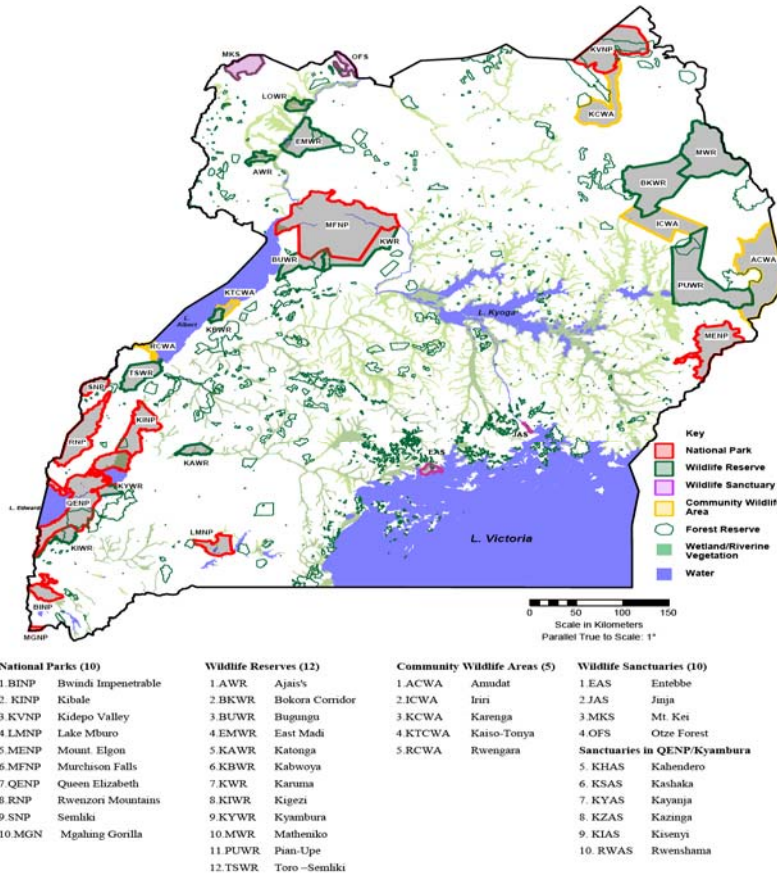 MKS
OFS
KVNP
LOWR
KCWA
EMWR
AWR
MWR
BKWR
MFNP
ICWA
KWR
BUWR
ACWA
PUWR
KTCWA
L. Albert
L. Kyoga
KBWR
RCWA
MENP
TSWR
SNP
KINP
RNP
JAS
KAWR
EAS
KYWR
QENP
L. Edward
KIWR
LMNP
L. Victoria
BINP
MGNP
Key
National Park
Wildlife Reserve
Wildlife Sanctuary
Community Wildlife
Area
Forest Reserve
Wetland/Riverine
Vegetation
Water
0 50 100 150
Scale in Kilometers
Parallel True to Scale: 1°
National Parks (10)
1.BINP Bwindi Impenetrable
2. KINP Kibale
3.KVNP Kidepo Valley
4.LMNP Lake Mburo
5.MENP Mount. Elgon
6.MFNP Murchison Falls
7.QENP Queen Elizabeth
8.RNP Rwenzori Mountains
9.SNP Semliki
10.MGN Mgahing Gorilla
Wildlife Reserves (12)
1.AWR Ajais's
2.BKWR Bokora Corridor
3.BUWR Bugungu
4.EMWR East Madi
5.KAWR Katonga
6.KBWR Kabwoya
7.KWR Karuma
8.KIWR Kigezi
9.KYWR Kyambura
10.MWR Matheniko
11.PUWR Pian-Upe
12.TSWR Toro –Semliki
Community Wildlife Areas (5)
1.ACWA Amudat
2.ICWA Iriri
3.KCWA Karenga
4.KTCWA Kaiso-Tonya
5.RCWA Rwengara
Wildlife Sanctuaries (10)
1.EAS Entebbe
2.JAS Jinja
3.MKS Mt. Kei
4.OFS Otze Forest
Sanctuaries in QENP/Kyambura
5. KHAS Kahendero
6. KSAS Kashaka
7. KYAS Kayanja
8. KZAS Kazinga
9. KIAS Kisenyi
10. RWAS Rwenshama